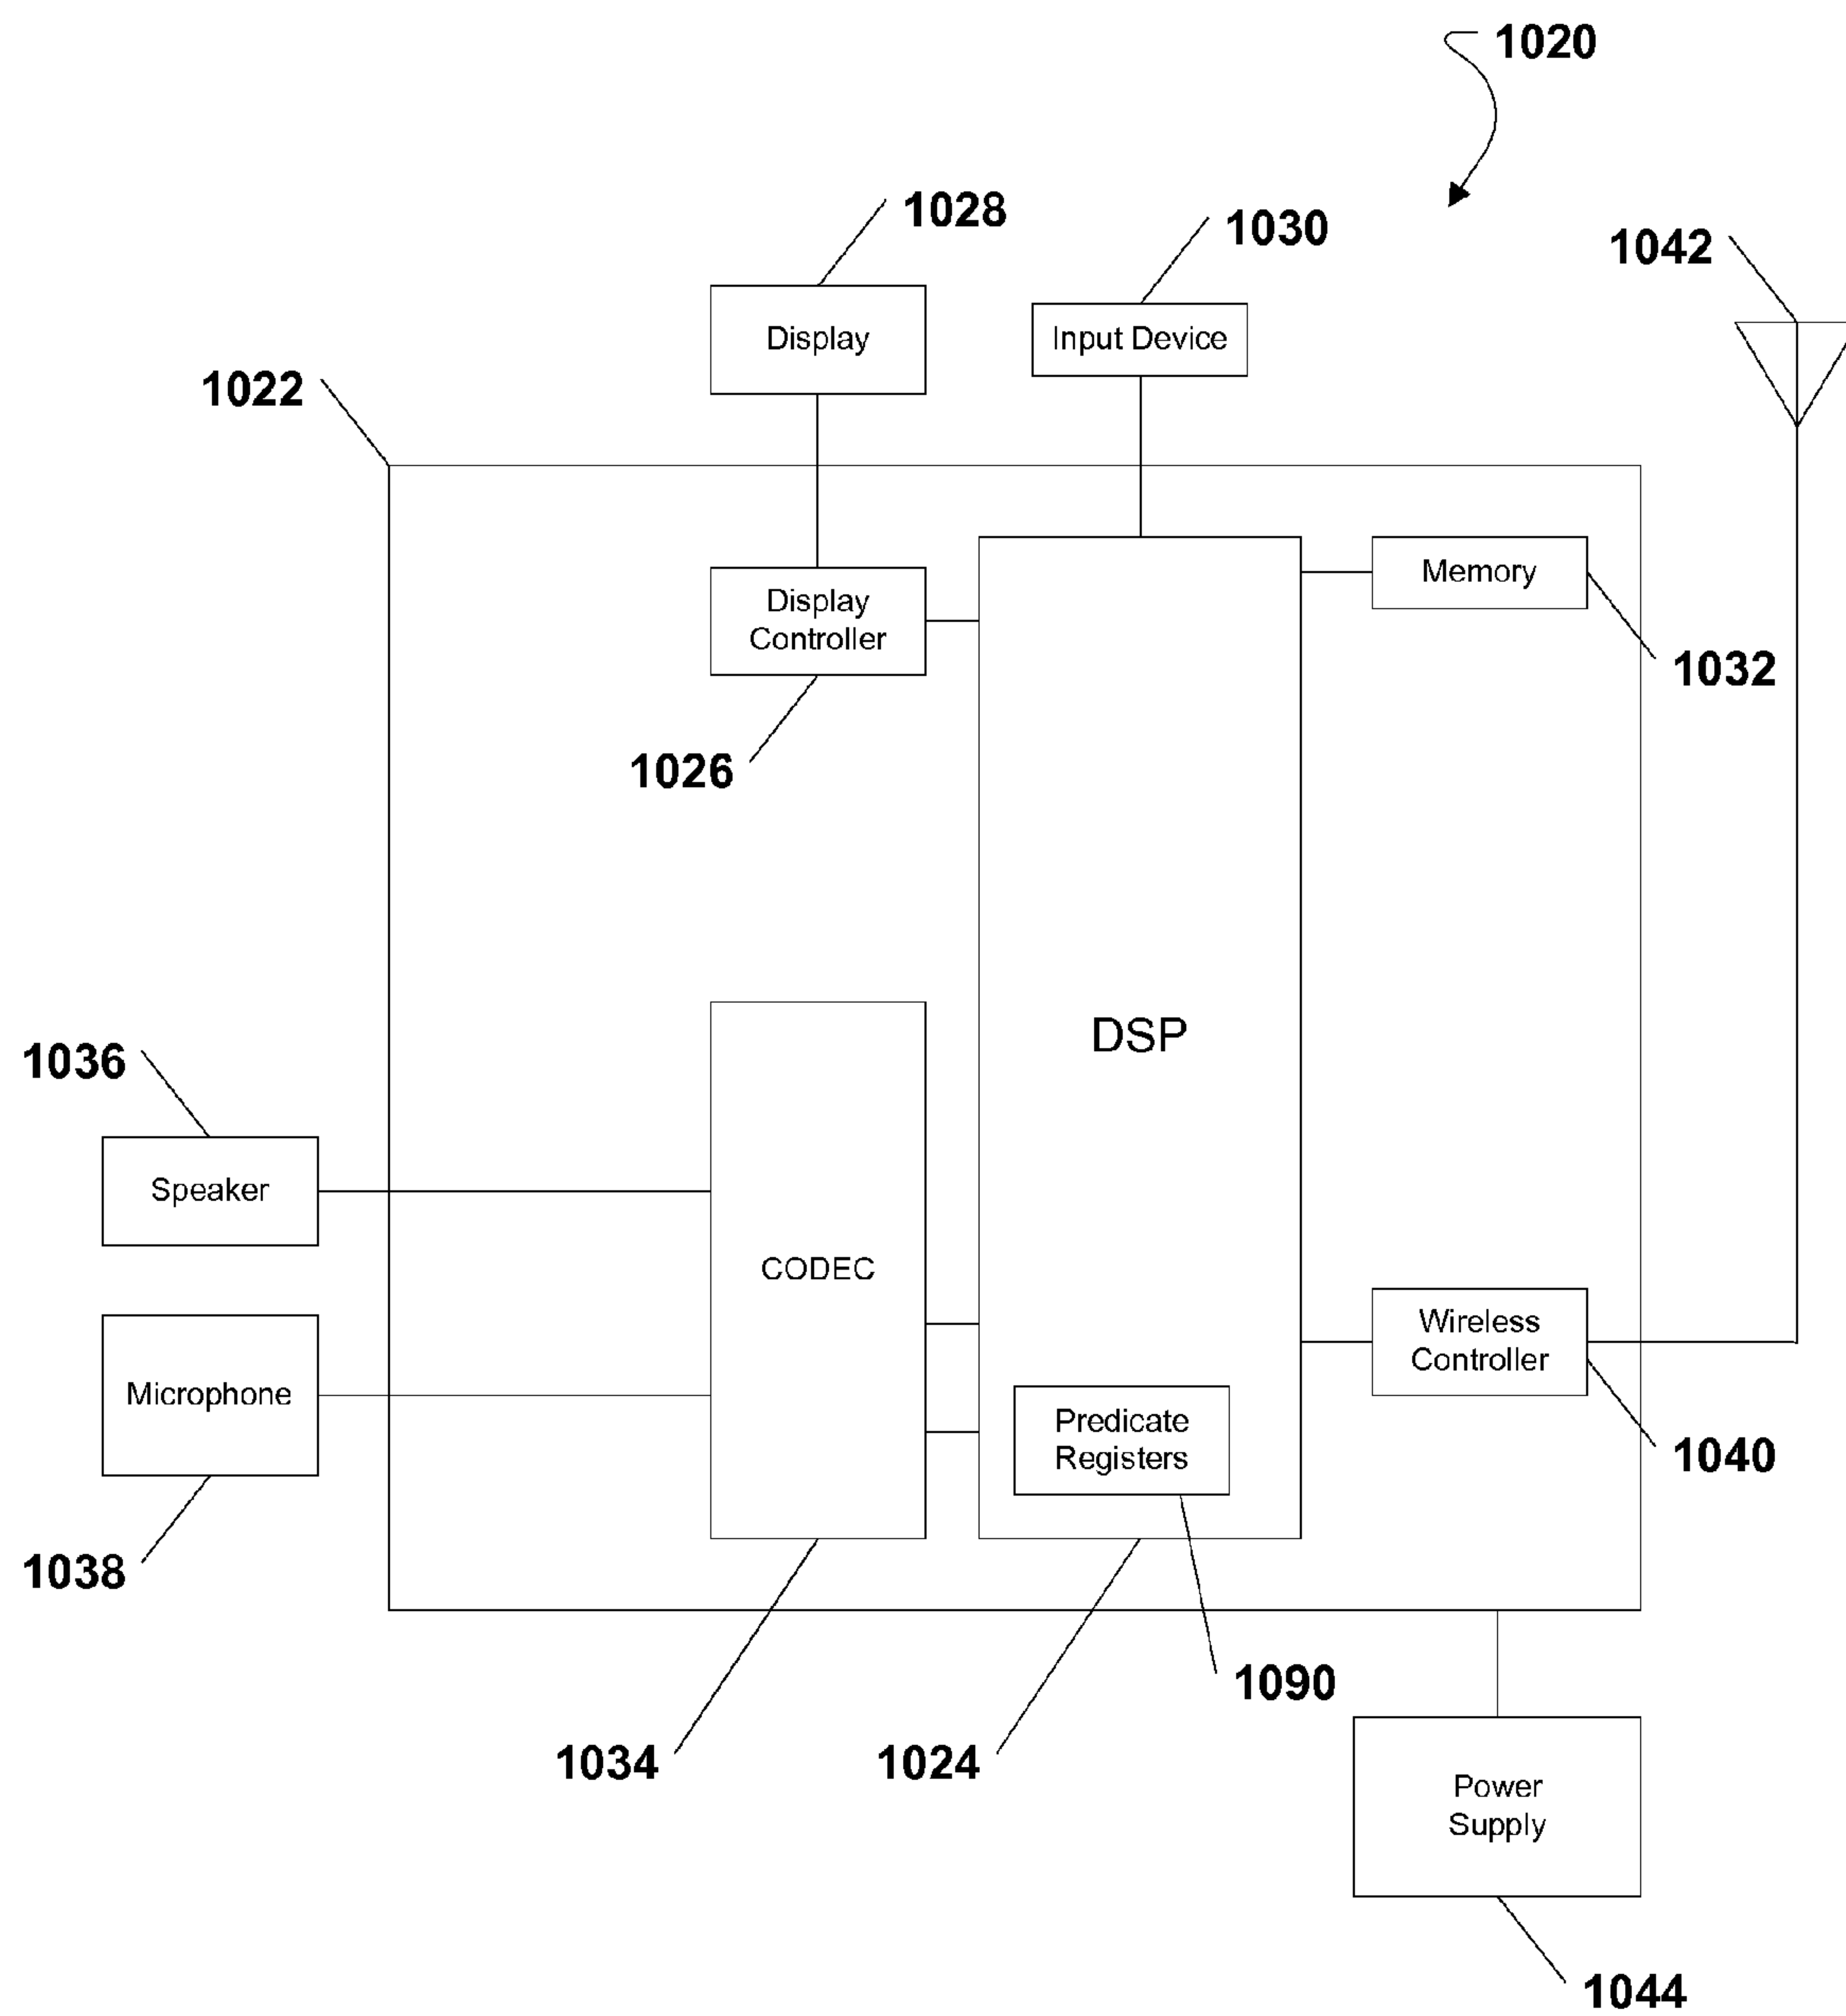 1020
1028
1030
1042
Display
Input Device
1022
Display
Controller
Memory
1032
1026
DSP
1036
Speaker
CODEC
Wireless
Controller
Microphone
Predicate
Registers
1040
1038
1090
1034
1024
Power
Supply
1044